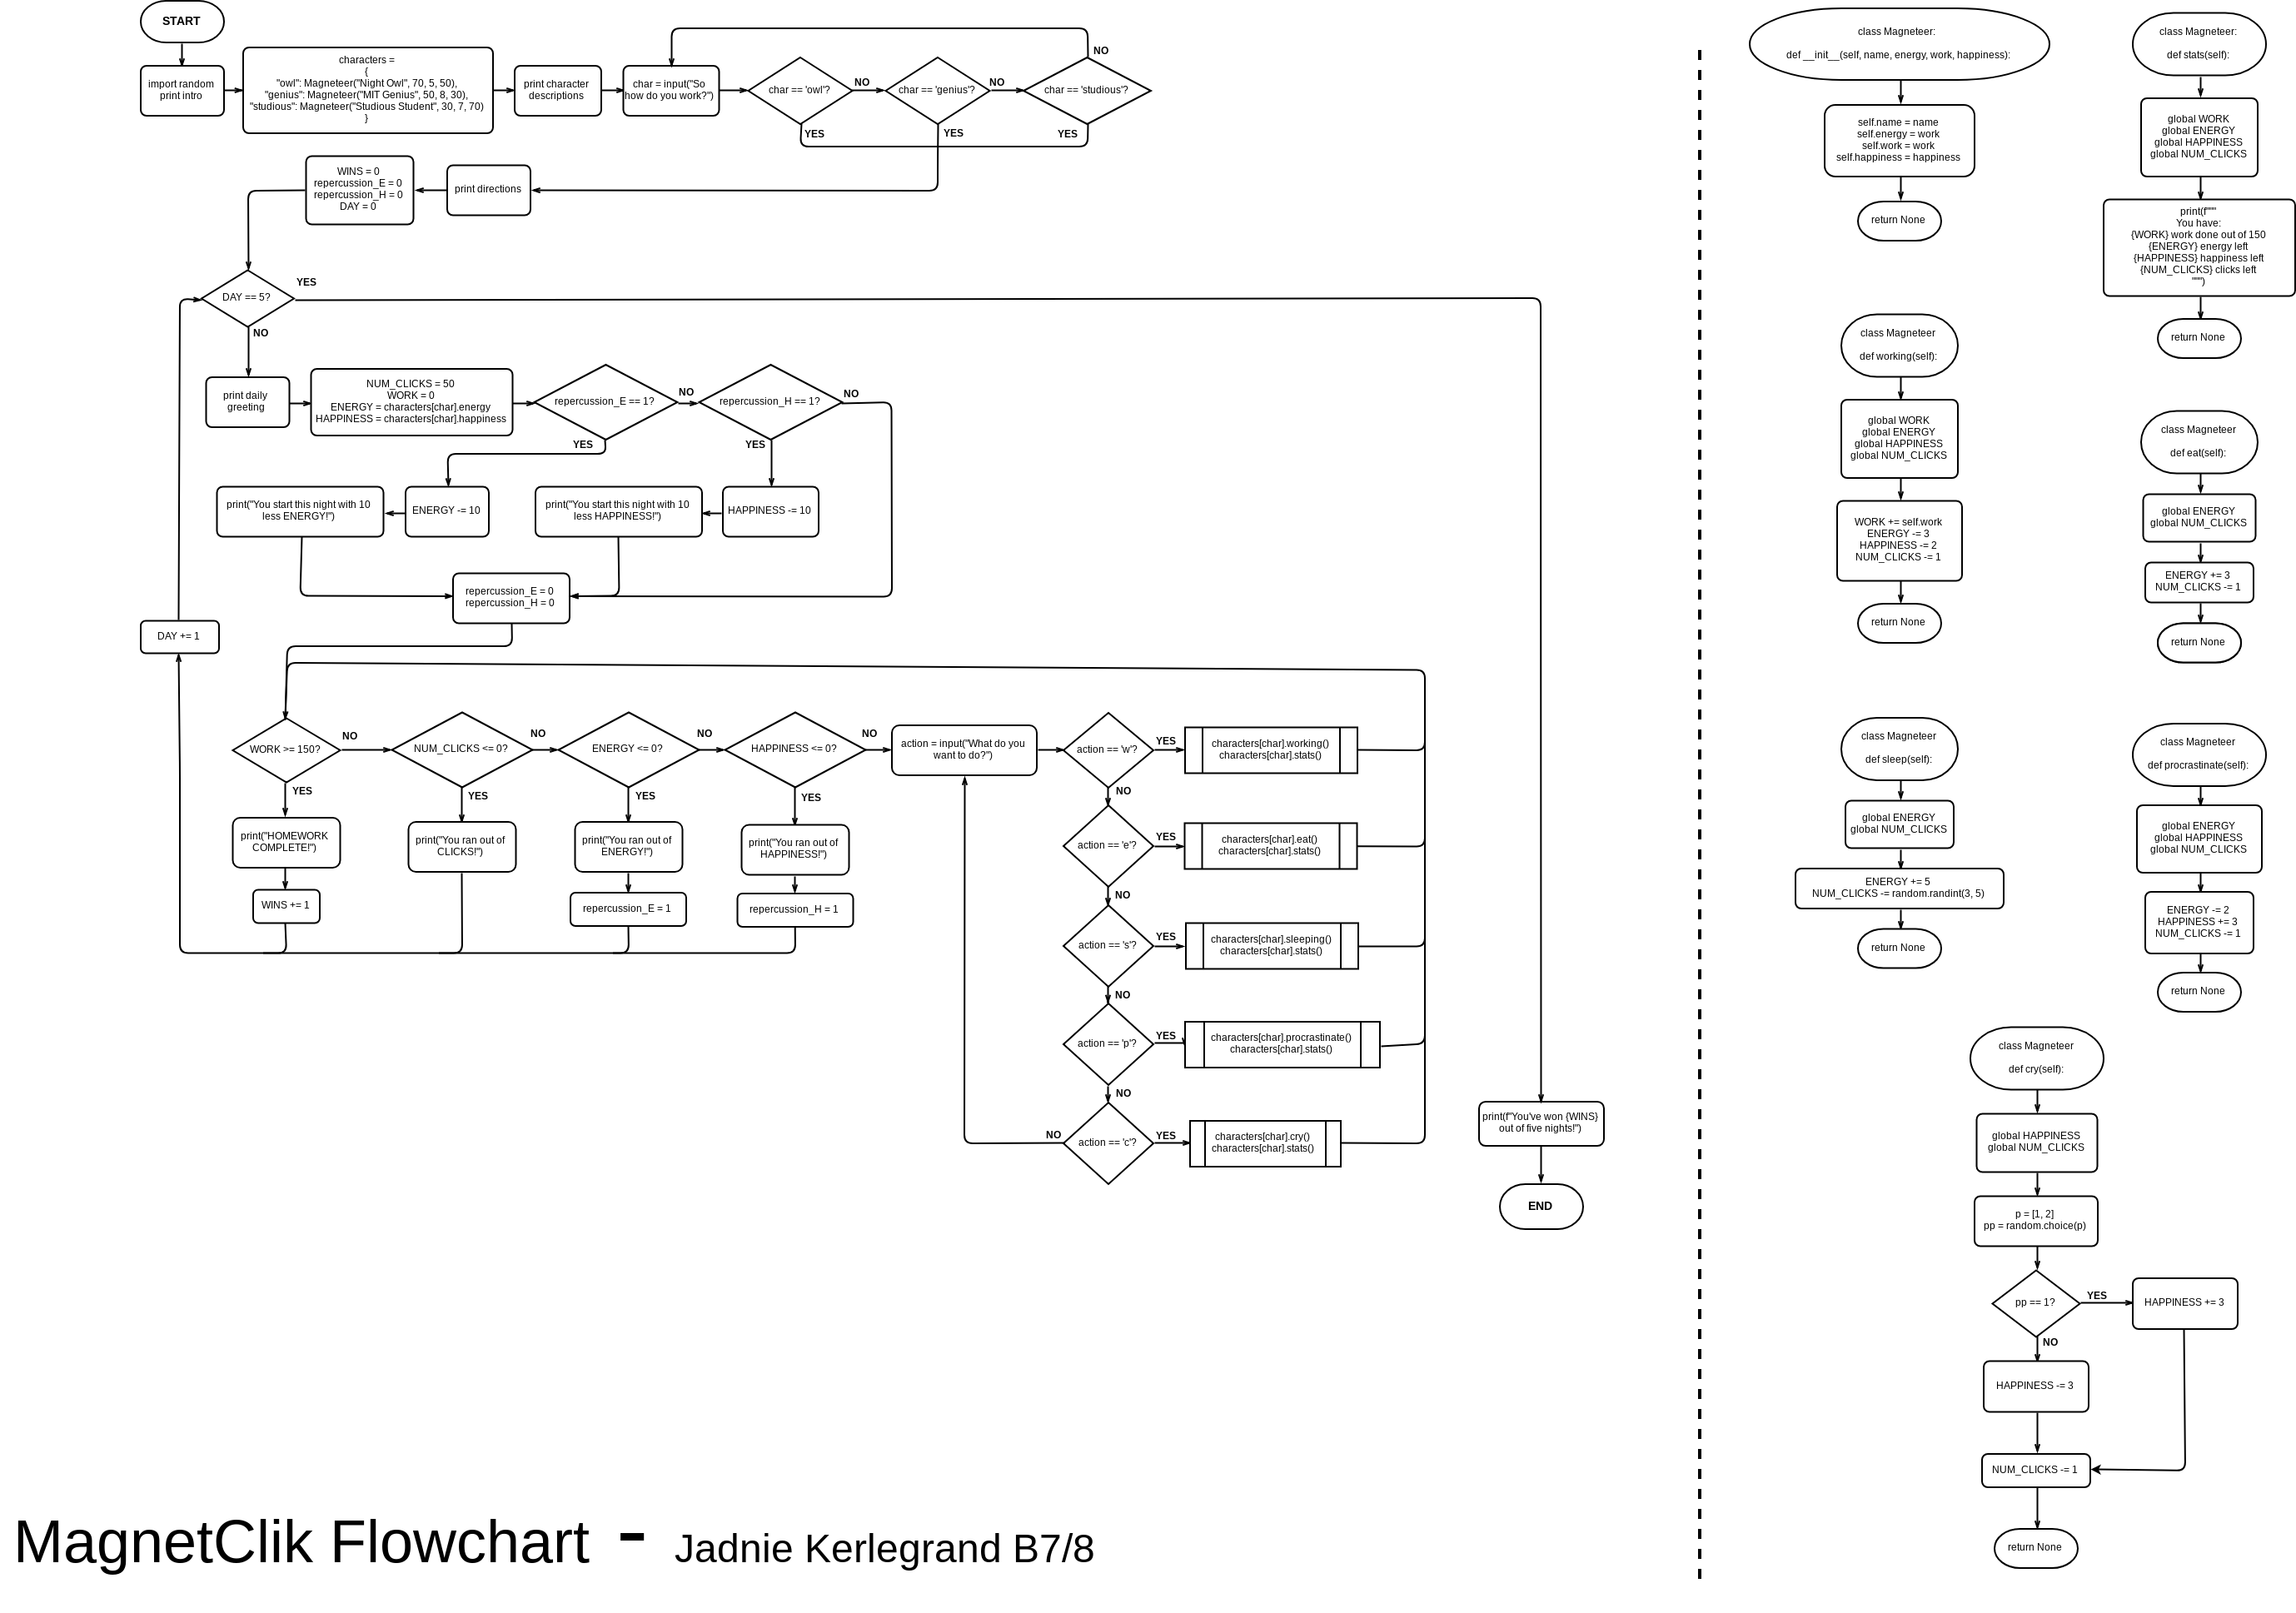 START
import random
print intro
characters =
{
"owl": Magneteer("Night Owl", 70, 5, 50),
"genius": Magneteer("MIT Genius", 50, 8, 30),
"studious": Magneteer("Studious Student", 30, 7, 70)
}
print character
descriptions
char = input("So
how do you work?")
char == 'owl'?
NO
YES
char == 'genius'?
NO
YES
char == 'studious'?
NO
YES
print directions
WINS = 0
repercussion_E = 0
repercussion_H = 0
DAY = 0
DAY == 5?
YES
NO
print daily
greeting
NUM_CLICKS = 50
WORK = 0
ENERGY = characters[char].energy
HAPPINESS = characters[char].happiness
repercussion_E == 1?
NO
YES
repercussion_H == 1?
NO
YES
print("You start this night with 10
less ENERGY!")
ENERGY -= 10
print("You start this night with 10
less HAPPINESS!")
HAPPINESS -= 10
repercussion_E = 0
repercussion_H = 0
DAY += 1
WORK >= 150?
NO
YES
NUM_CLICKS <= 0?
NO
YES
ENERGY <= 0?
NO
YES
HAPPINESS <= 0?
NO
YES
print("HOMEWORK
COMPLETE!")
print("You ran out of
CLICKS!")
print("You ran out of
ENERGY!")
print("You ran out of
HAPPINESS!")
WINS += 1
repercussion_E = 1
repercussion_H = 1
action = input("What do you
want to do?")
action == 'w'?
YES
characters[char].working()
characters[char].stats()
NO
action == 'e'?
YES
characters[char].eat()
characters[char].stats()
NO
action == 's'?
YES
characters[char].sleeping()
characters[char].stats()
NO
action == 'p'?
YES
characters[char].procrastinate()
characters[char].stats()
NO
NO
action == 'c'?
YES
characters[char].cry()
characters[char].stats()
print(f"You've won {WINS}
out of five nights!")
END
class Magneteer:
def __init__(self, name, energy, work, happiness):
self.name = name
self.energy = work
self.work = work
self.happiness = happiness
return None
class Magneteer:
def stats(self):
global WORK
global ENERGY
global HAPPINESS
global NUM_CLICKS
print(f"""
You have:
{WORK} work done out of 150
{ENERGY} energy left
{HAPPINESS} happiness left
{NUM_CLICKS} clicks left
""")
return None
class Magneteer
def working(self):
global WORK
global ENERGY
global HAPPINESS
global NUM_CLICKS
WORK += self.work
ENERGY -= 3
HAPPINESS -= 2
NUM_CLICKS -= 1
return None
class Magneteer
def eat(self):
global ENERGY
global NUM_CLICKS
ENERGY += 3
NUM_CLICKS -= 1
return None
class Magneteer
def sleep(self):
global ENERGY
global NUM_CLICKS
ENERGY += 5
NUM_CLICKS -= random.randint(3, 5)
return None
class Magneteer
def procrastinate(self):
global ENERGY
global HAPPINESS
global NUM_CLICKS
ENERGY -= 2
HAPPINESS += 3
NUM_CLICKS -= 1
return None
class Magneteer
def cry(self):
global HAPPINESS
global NUM_CLICKS
p = [1, 2]
pp = random.choice(p)
pp == 1?
YES
HAPPINESS += 3
NO
HAPPINESS -= 3
NUM_CLICKS -= 1
return None
MagnetClik Flowchart - Jadnie Kerlegrand B7/8